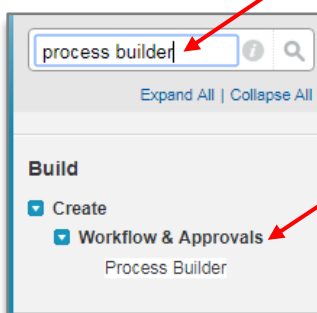 process builder
Expand All | Collapse All
Build
Create
Workflow & Approvals
Process Builder